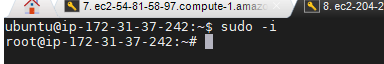 7. ec2-54-81-58-97.compute-1.amazo
8. ec2-204-2
ubuntu@ip-172-31-37-242:~$ sudo -i
root@ip-172-31-37-242:~#